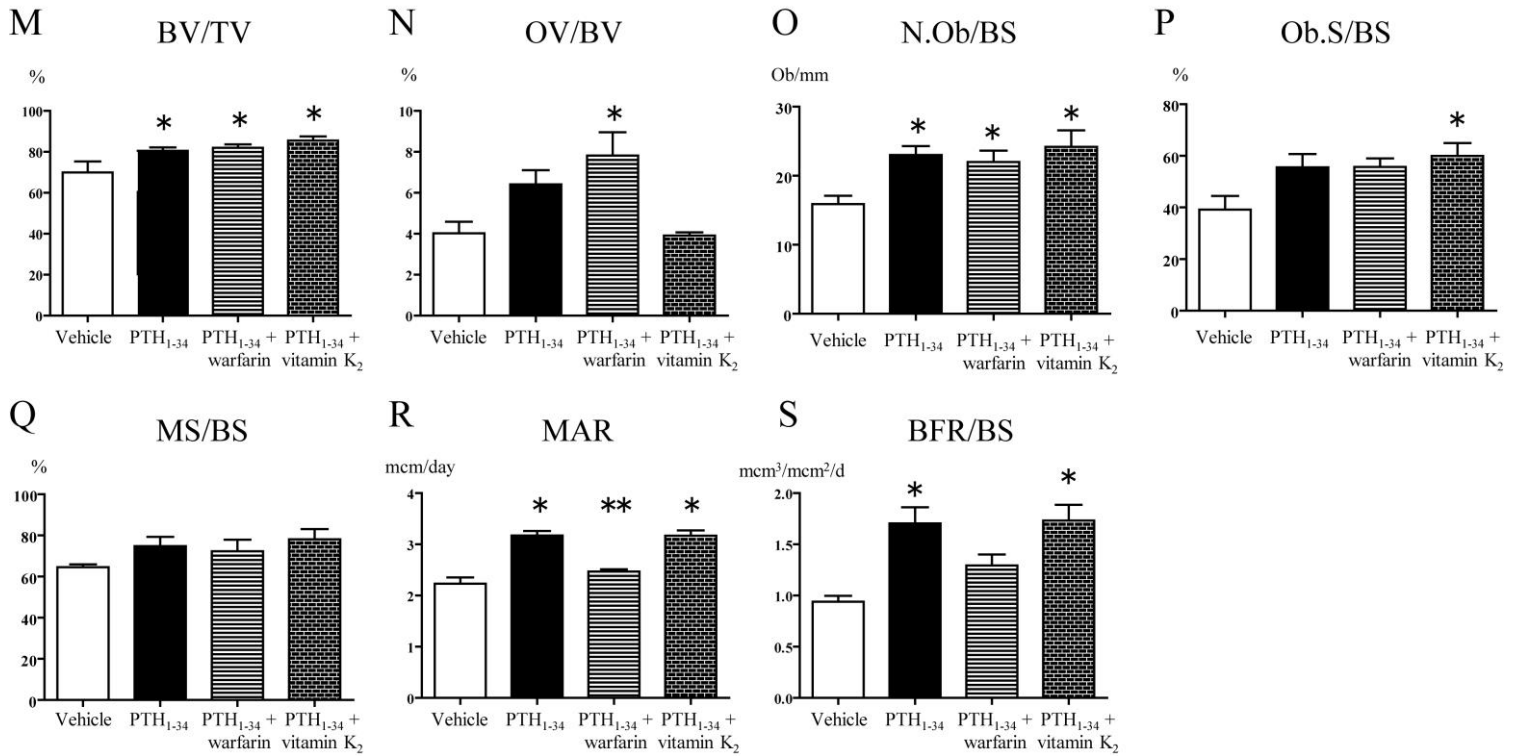 M BV/TV
%
100
80
60
40
20
0
* * *
Vehicle PTH₁₋₃₄ PTH₁₋₃₄ + warfarin PTH₁₋₃₄ + vitamin K₂
N OV/BV
%
10
8
6
4
2
0
*
Vehicle PTH₁₋₃₄ PTH₁₋₃₄ + warfarin PTH₁₋₃₄ + vitamin K₂
O N.Ob/BS
Ob/mm
30
20
10
0
* * *
Vehicle PTH₁₋₃₄ PTH₁₋₃₄ + warfarin PTH₁₋₃₄ + vitamin K₂
P Ob.S/BS
%
80
60
40
20
0
*
Vehicle PTH₁₋₃₄ PTH₁₋₃₄ + warfarin PTH₁₋₃₄ + vitamin K₂
Q MS/BS
%
100
80
60
40
20
0
Vehicle PTH₁₋₃₄ PTH₁₋₃₄ + warfarin PTH₁₋₃₄ + vitamin K₂
R MAR
mcm/day
4
3
2
1
0
* ** *
Vehicle PTH₁₋₃₄ PTH₁₋₃₄ + warfarin PTH₁₋₃₄ + vitamin K₂
S BFR/BS
mcm³/mcm²/d
2.0
1.5
1.0
0.5
0.0
* *
Vehicle PTH₁₋₃₄ PTH₁₋₃₄ + warfarin PTH₁₋₃₄ + vitamin K₂